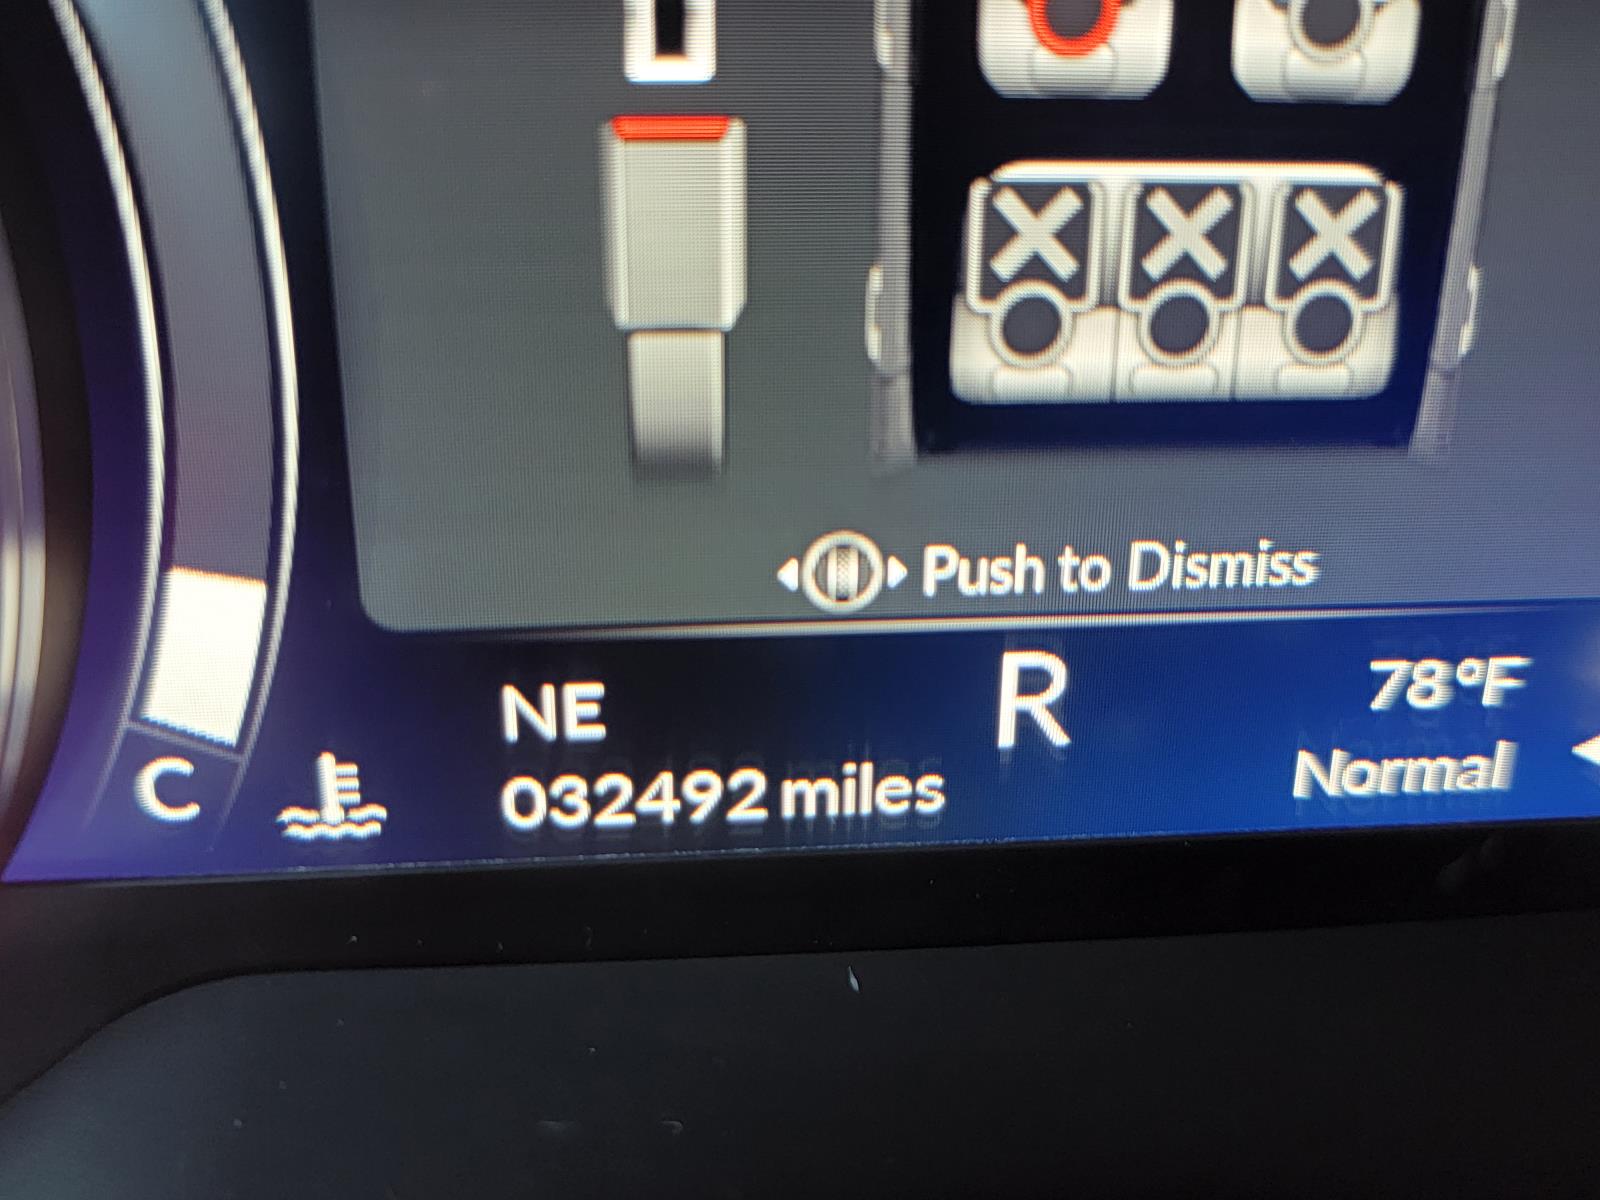 Push to Dismiss
NE
R
78°F
032492 miles
Normal
C